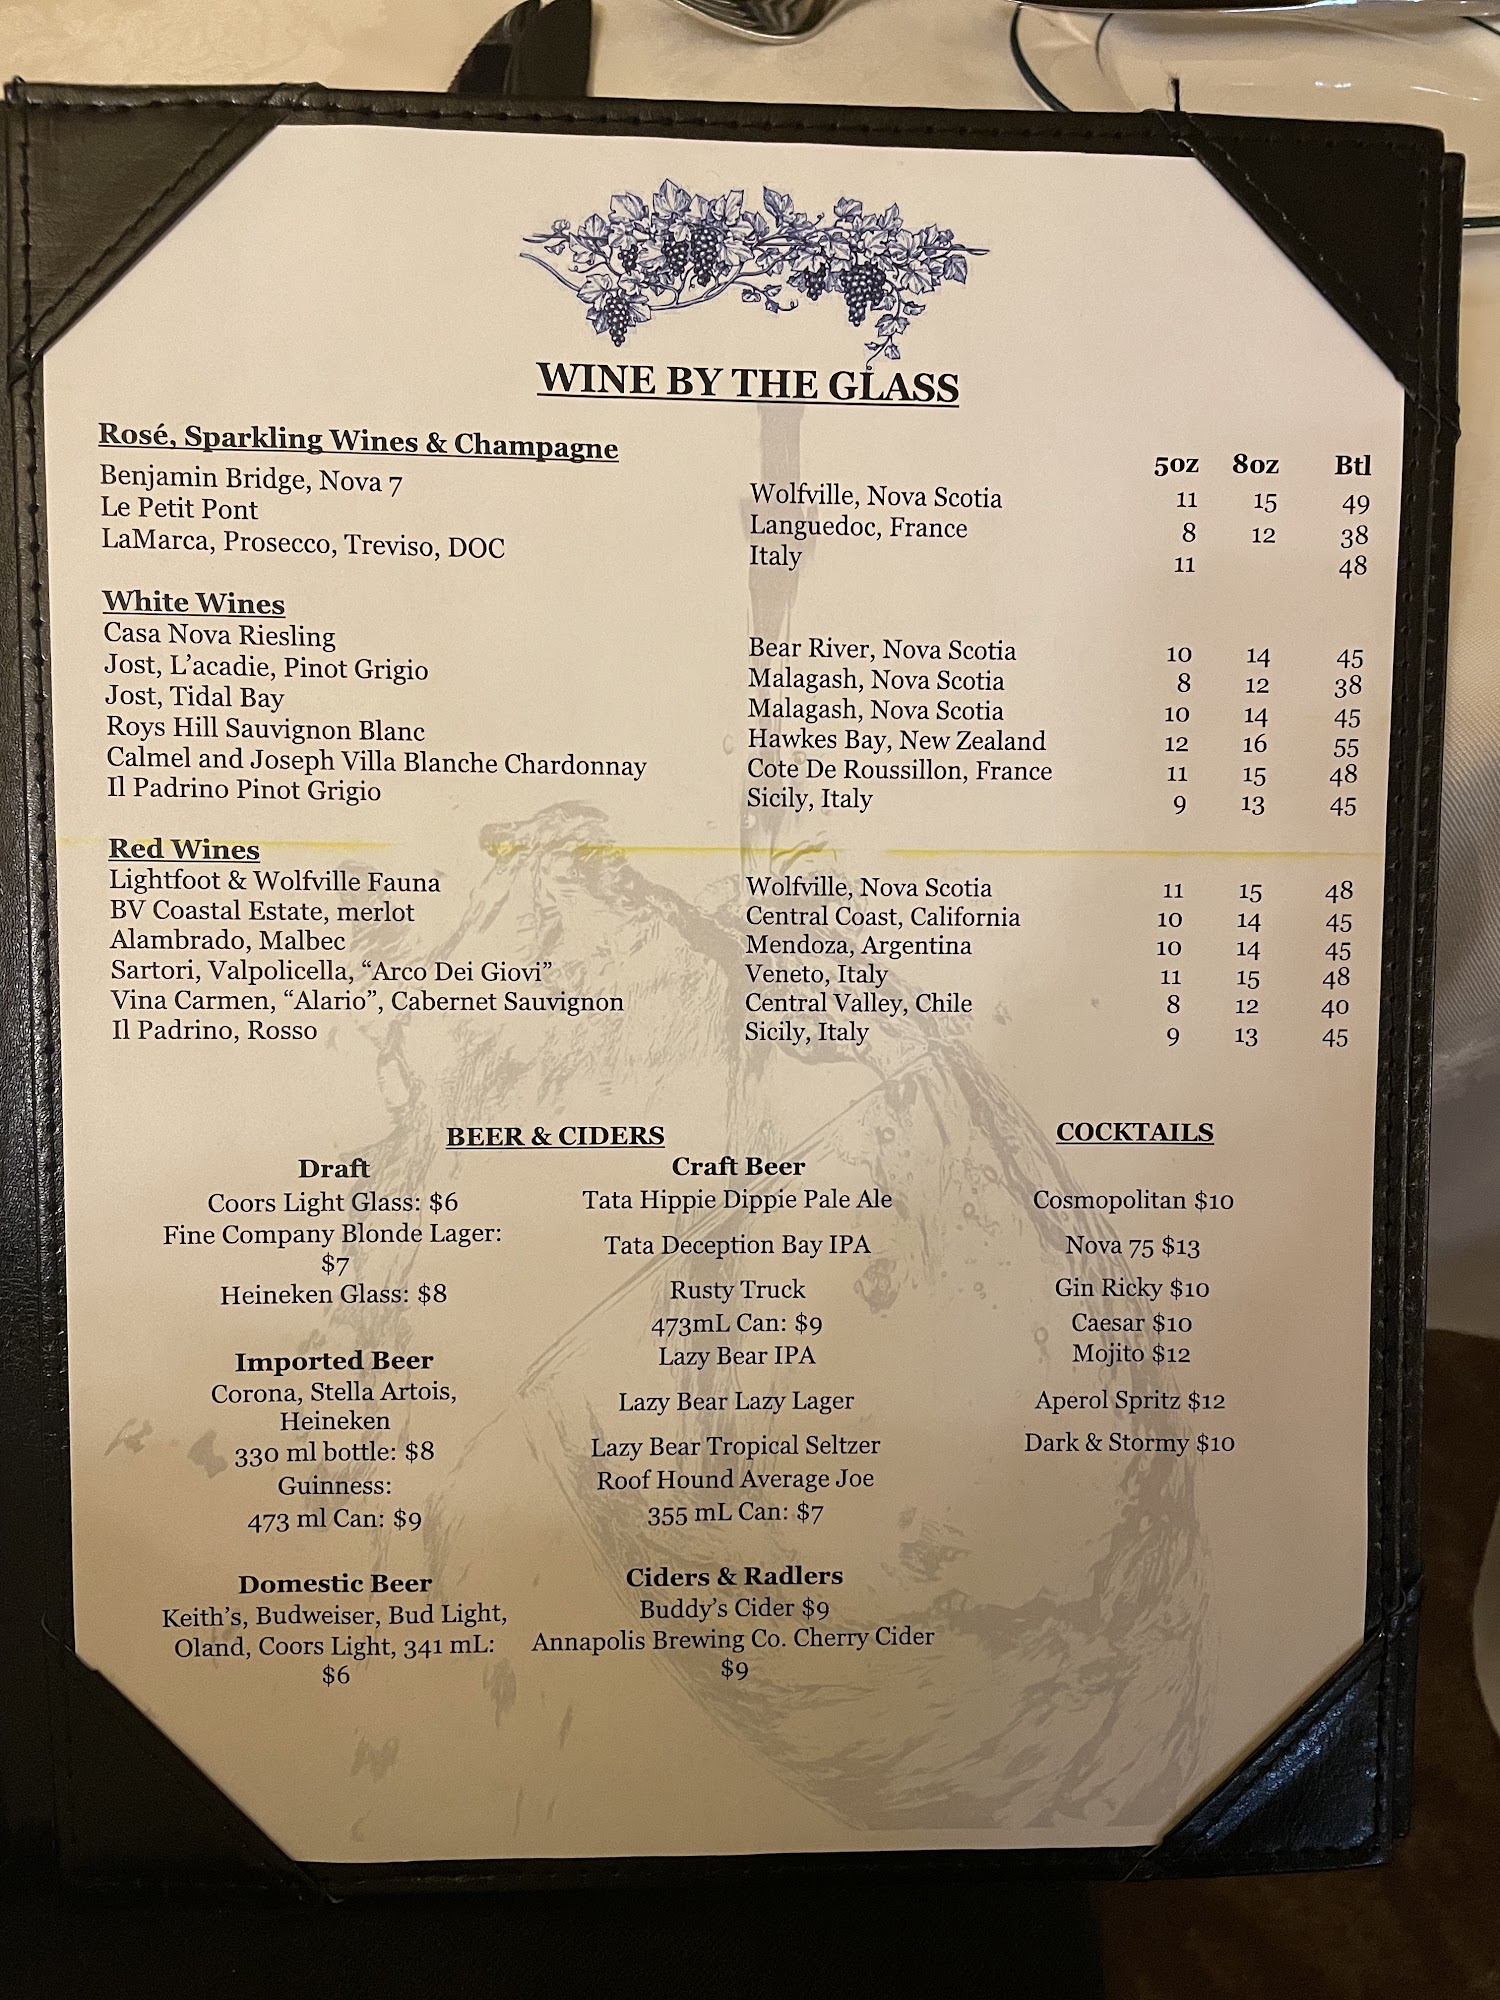 WINE BY THE GLASS
Rosé, Sparkling Wines & Champagne 5oz 8oz Btl
Benjamin Bridge, Nova 7 Wolfville, Nova Scotia 11 15 49
Le Petit Pont Languedoc, France 8 12 38
LaMarca, Prosecco, Treviso, DOC Italy 11 48
White Wines
Casa Nova Riesling Bear River, Nova Scotia 10 14 45
Jost, L'acadie, Pinot Grigio Malagash, Nova Scotia 8 12 38
Jost, Tidal Bay Malagash, Nova Scotia 10 14 45
Roys Hill Sauvignon Blanc Hawkes Bay, New Zealand 12 16 55
Calmel and Joseph Villa Blanche Chardonnay Cote De Roussillon, France 11 15 48
Il Padrino Pinot Grigio Sicily, Italy 9 13 45
Red Wines
Lightfoot & Wolfville Fauna Wolfville, Nova Scotia 11 15 48
BV Coastal Estate, merlot Central Coast, California 10 14 45
Alambrado, Malbec Mendoza, Argentina 10 14 45
Sartori, Valpolicella, "Arco Dei Giovi" Veneto, Italy 11 15 48
Vina Carmen, "Alario", Cabernet Sauvignon Central Valley, Chile 8 12 40
Il Padrino, Rosso Sicily, Italy 9 13 45
BEER & CIDERS
Draft
Coors Light Glass: $6
Fine Company Blonde Lager:
$7
Heineken Glass: $8
Imported Beer
Corona, Stella Artois,
Heineken
330 ml bottle: $8
Guinness:
473 ml Can: $9
Domestic Beer
Keith's, Budweiser, Bud Light,
Oland, Coors Light, 341 mL:
$6
Craft Beer
Tata Hippie Dippie Pale Ale
Tata Deception Bay IPA
Rusty Truck
473mL Can: $9
Lazy Bear IPA
Lazy Bear Lazy Lager
Lazy Bear Tropical Seltzer
Roof Hound Average Joe
355 mL Can: $7
Ciders & Radlers
Buddy's Cider $9
Annapolis Brewing Co. Cherry Cider
$9
COCKTAILS
Cosmopolitan $10
Nova 75 $13
Gin Ricky $10
Caesar $10
Mojito $12
Aperol Spritz $12
Dark & Stormy $10